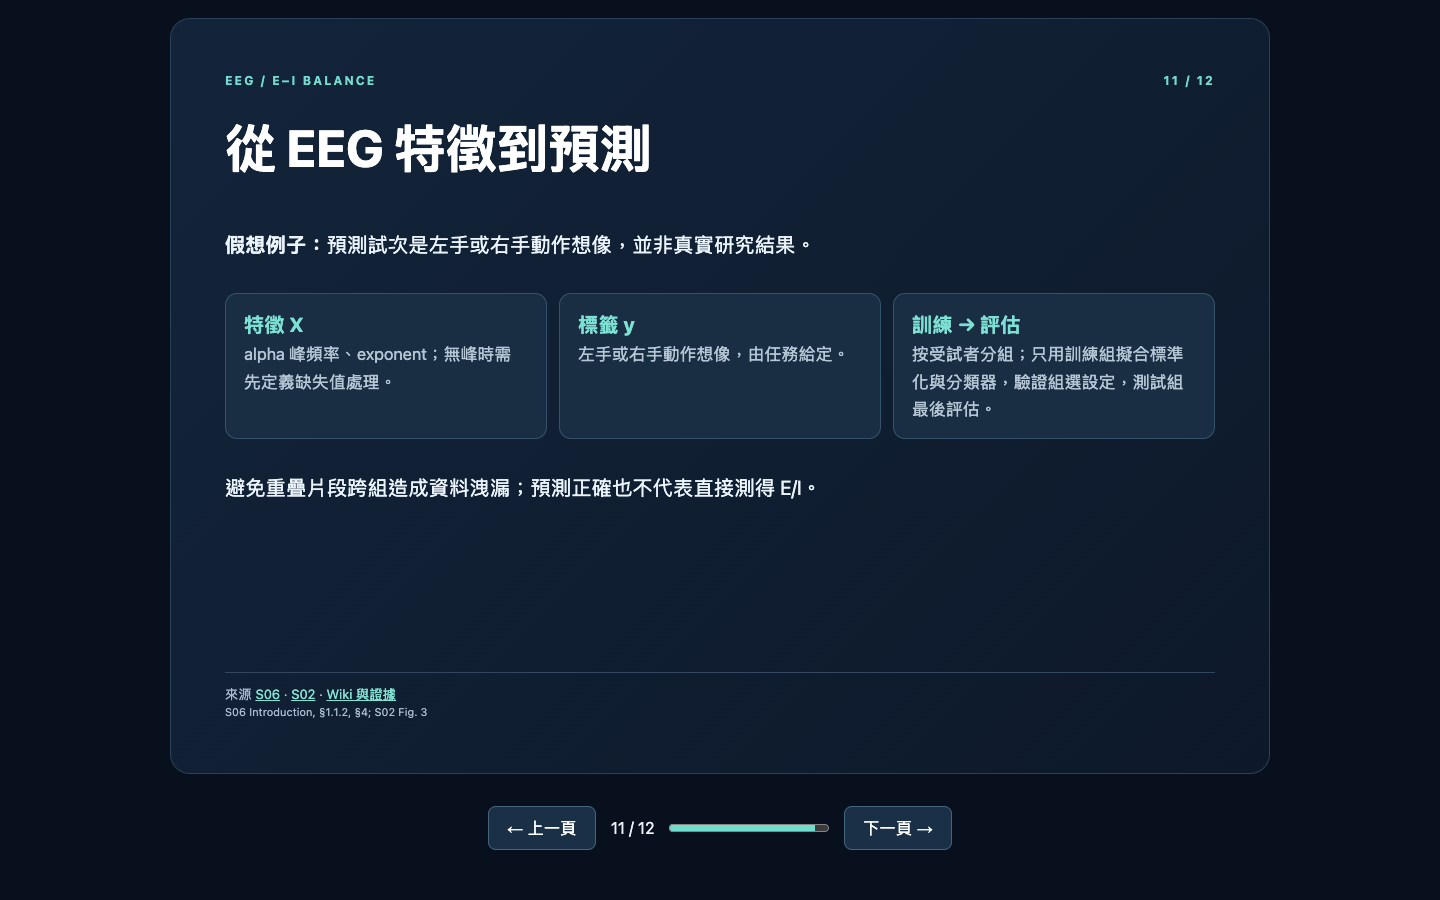 EEG / E–I BALANCE
11 / 12
從 EEG 特徵到預測
假想例子：預測試次是左手或右手動作想像，並非真實研究結果。
特徵 X
alpha 峰頻率、exponent；無峰時需
先定義缺失值處理。
標籤 y
左手或右手動作想像，由任務給定。
訓練 → 評估
按受試者分組；只用訓練組擬合標準
化與分類器，驗證組選設定，測試組
最後評估。
避免重疊片段跨組造成資料洩漏；預測正確也不代表直接測得 E/I。
來源 S06 · S02 · Wiki 與證據
S06 Introduction, §1.1.2, §4; S02 Fig. 3
← 上一頁
11 / 12
下一頁 →